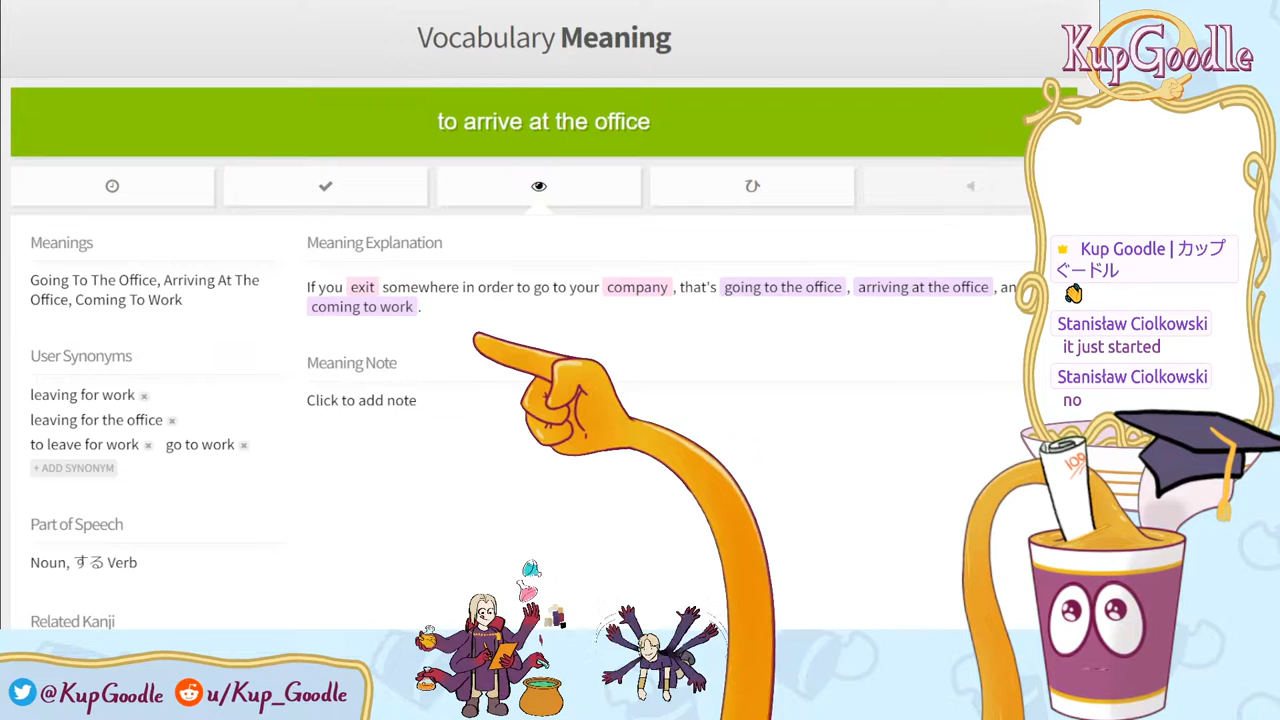 Vocabulary Meaning
to arrive at the office
ひ
Meanings
Going To The Office, Arriving At The
Office, Coming To Work
User Synonyms
leaving for work
leaving for the office
to leave for work go to work
+ ADD SYNONYM
Part of Speech
Noun, する Verb
Related Kanji
Meaning Explanation
If you exit somewhere in order to go to your company, that's going to the office, arriving at the office, an
coming to work.
Meaning Note
Click to add note
KupGoodle
Kup Goodle | カップ
ぐードル
Stanisław Ciolkowski
it just started
Stanisław Ciolkowski
no
100
@KupGoodle u/Kup_Goodle